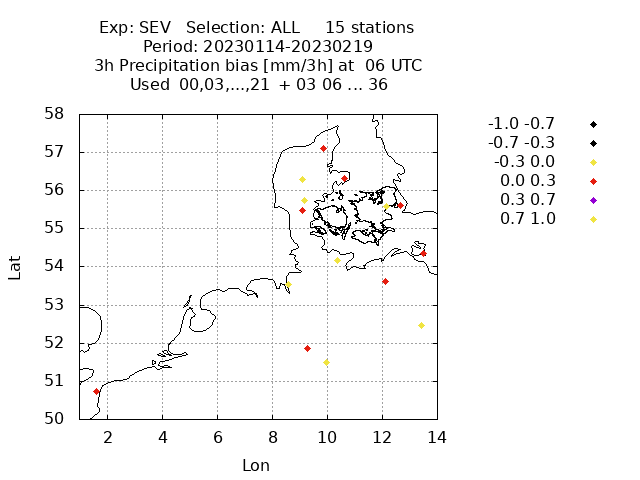 Exp: SEV   Selection: ALL     15 stations
Period: 20230114-20230219
3h Precipitation bias [mm/3h] at  06 UTC
Used  00,03,...,21  + 03 06 ... 36
-1.0 -0.7
-0.7 -0.3
-0.3 0.0
0.0 0.3
0.3 0.7
0.7 1.0
58
57
56
55
54
53
52
51
50
Lat
2 4 6 8 10 12 14
Lon